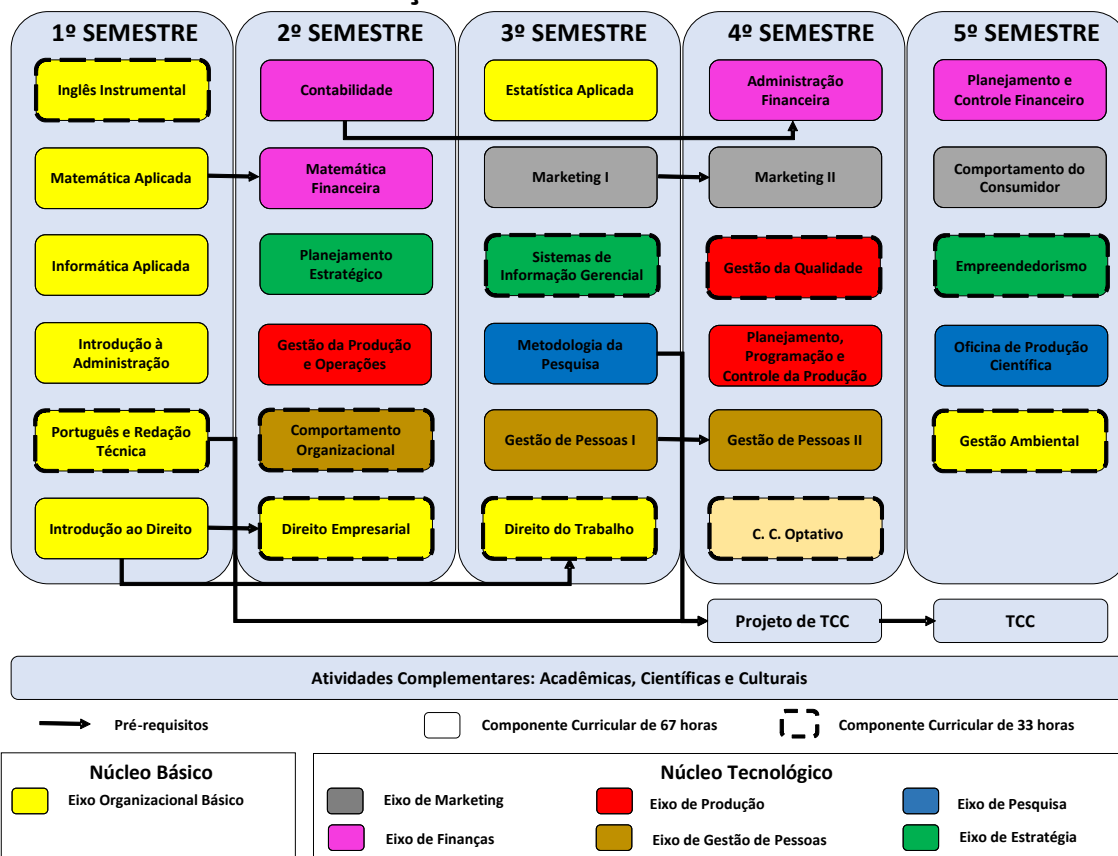 1º SEMESTRE
2º SEMESTRE
3º SEMESTRE
4º SEMESTRE
5º SEMESTRE
Inglês Instrumental
Contabilidade
Estatística Aplicada
Administração
Financeira
Planejamento e
Controle Financeiro
Matemática Aplicada
Matemática
Financeira
Marketing I
Marketing II
Comportamento do
Consumidor
Informática Aplicada
Planejamento
Estratégico
Sistemas de
Informação Gerencial
Gestão da Qualidade
Empreendedorismo
Introdução à
Administração
Gestão da Produção
e Operações
Metodologia da
Pesquisa
Planejamento,
Programação e
Controle da Produção
Oficina de Produção
Científica
Português e Redação
Técnica
Comportamento
Organizacional
Gestão de Pessoas I
Gestão de Pessoas II
Gestão Ambiental
Introdução ao Direito
Direito Empresarial
Direito do Trabalho
C. C. Optativo
Projeto de TCC
TCC
Atividades Complementares: Acadêmicas, Científicas e Culturais
Pré-requisitos
Componente Curricular de 67 horas
Componente Curricular de 33 horas
Núcleo Básico
Eixo Organizacional Básico
Núcleo Tecnológico
Eixo de Marketing
Eixo de Produção
Eixo de Pesquisa
Eixo de Finanças
Eixo de Gestão de Pessoas
Eixo de Estratégia